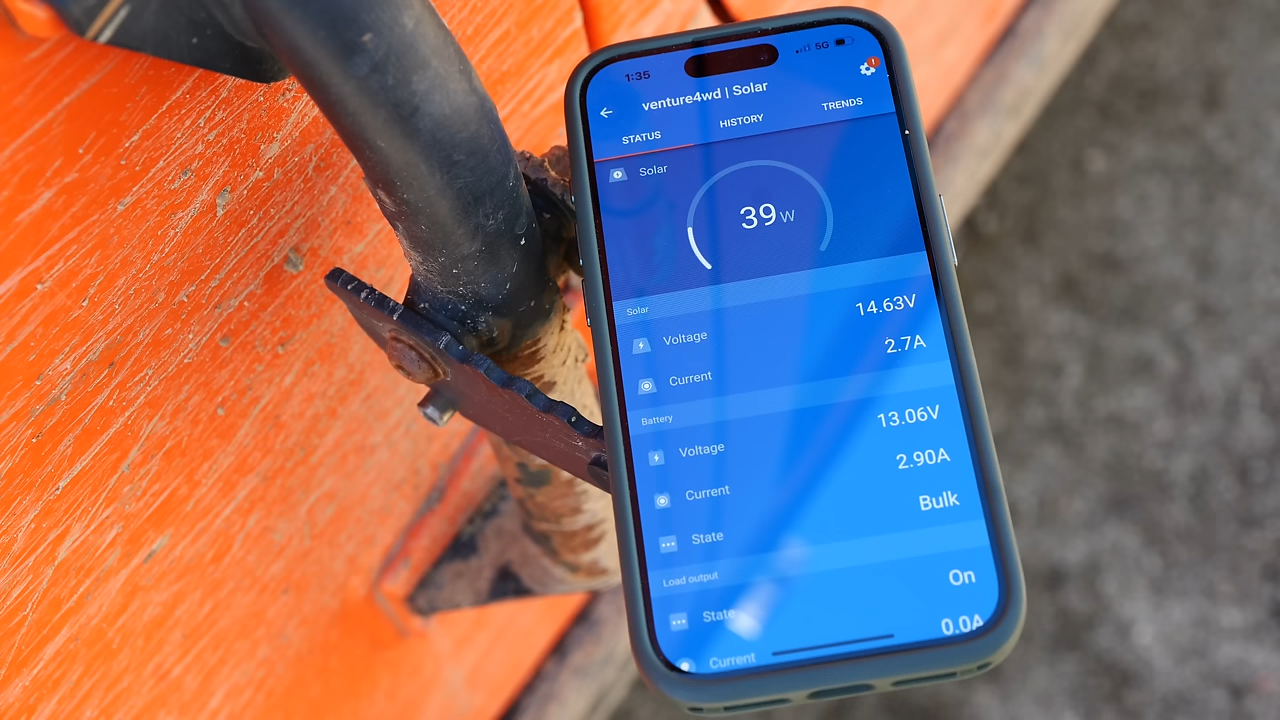 1:35
5G
venture4wd | Solar
STATUS HISTORY TRENDS
Solar
39W
Solar
Voltage 14.63V
Current 2.7A
Battery
Voltage 13.06V
Current 2.90A
State Bulk
Load output
State On
Current 0.0A